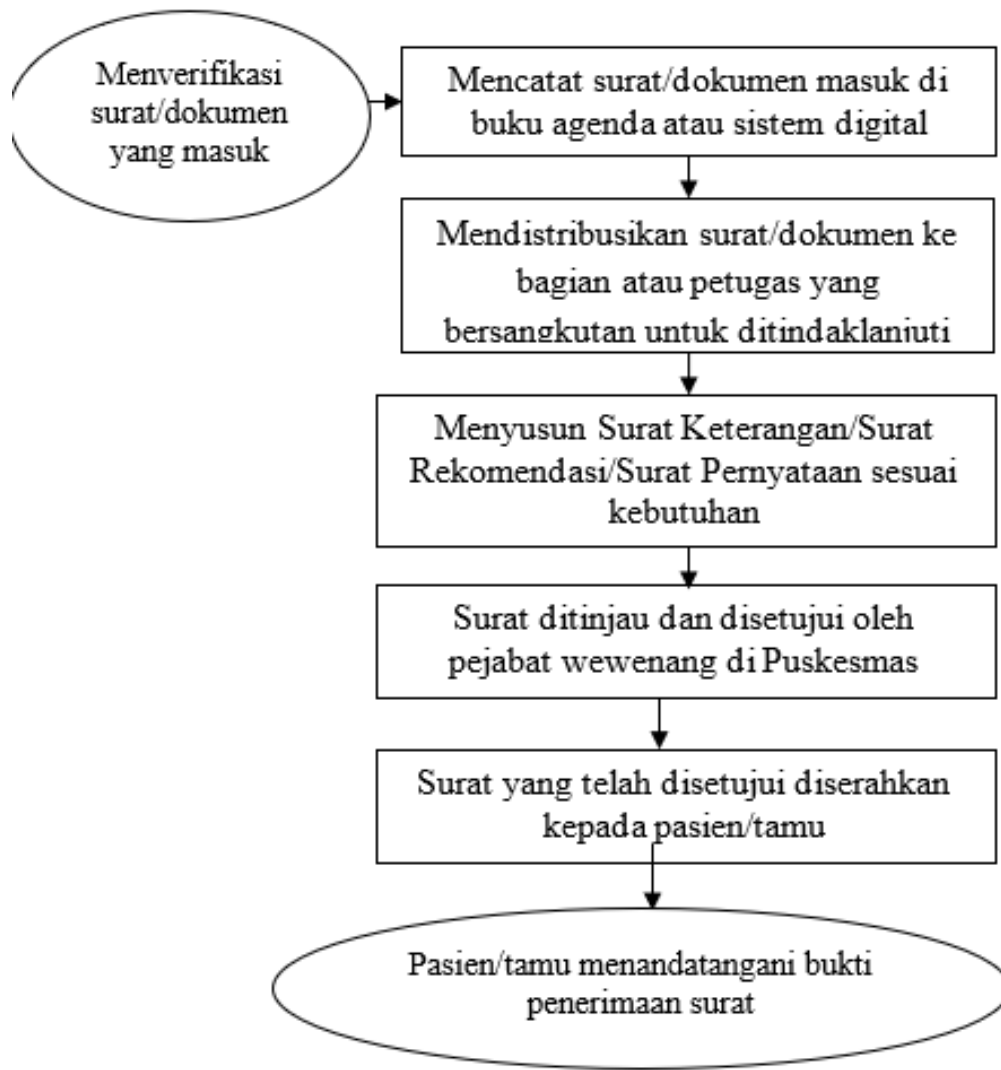 Menverifikasi
surat/dokumen
yang masuk
Mencatat surat/dokumen masuk di
buku agenda atau sistem digital
Mendistribusikan surat/dokumen ke
bagian atau petugas yang
bersangkutan untuk ditindaklanjuti
Menyusun Surat Keterangan/Surat
Rekomendasi/Surat Pernyataan sesuai
kebutuhan
Surat ditinjau dan disetujui oleh
pejabat wewenang di Puskesmas
Surat yang telah disetujui diserahkan
kepada pasien/tamu
Pasien/tamu menandatangani bukti
penerimaan surat